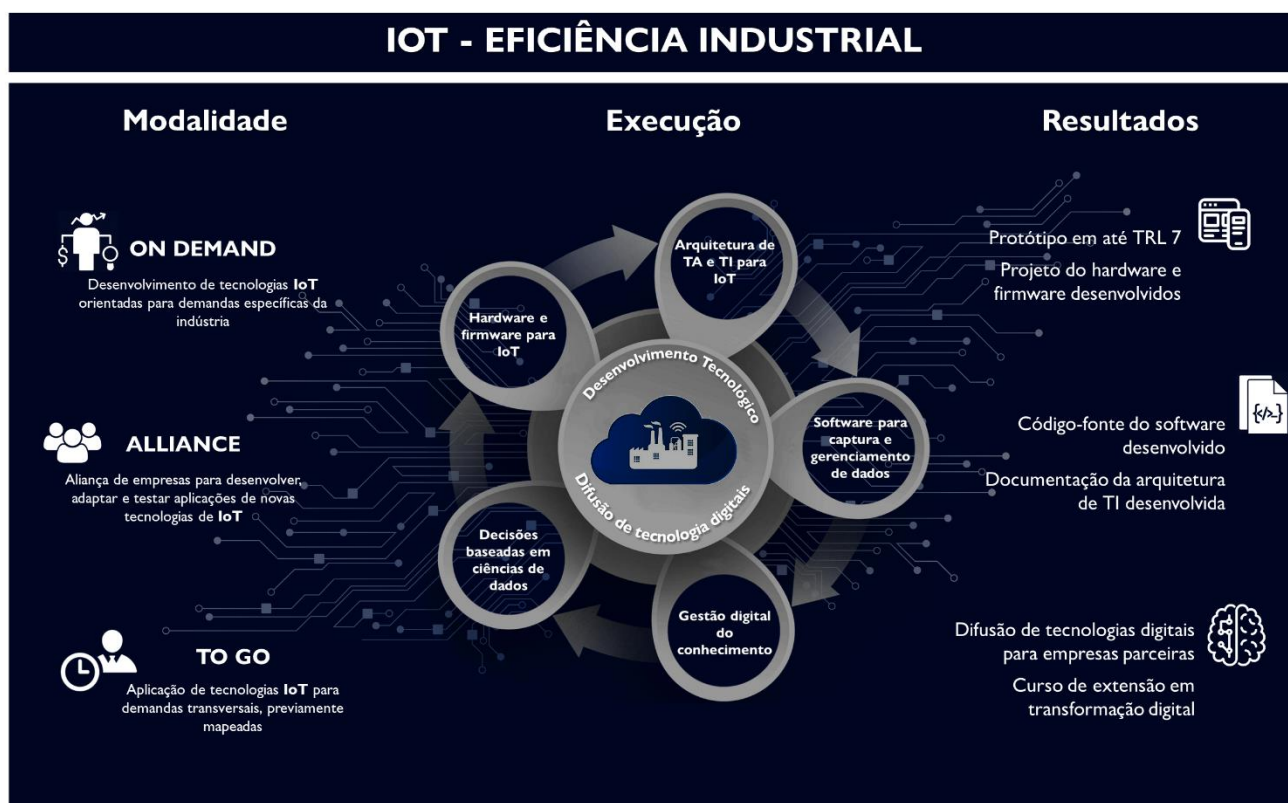 IOT - EFICIÊNCIA INDUSTRIAL
Modalidade
ON DEMAND
Desenvolvimento de tecnologias IoT
orientadas para demandas específicas da
indústria
ALLIANCE
Aliança de empresas para desenvolver,
adaptar e testar aplicações de novas
tecnologias de IoT
TO GO
Aplicação de tecnologias IoT para
demandas transversais, previamente
mapeadas
Execução
Arquitetura de
TA e TI para
IoT
Hardware e
firmware para
IoT
Desenvolvimento Tecnológico
Difusão de tecnologia digitais
Software para
captura e
gerenciamento
de dados
Decisões
baseadas em
ciências de
dados
Gestão digital
do
conhecimento
Resultados
Protótipo em até TRL 7
Projeto do hardware e
firmware desenvolvidos
Código-fonte do software
desenvolvido
{</>_}
Documentação da arquitetura
de TI desenvolvida
Difusão de tecnologias digitais
para empresas parceiras
Curso de extensão em
transformação digital